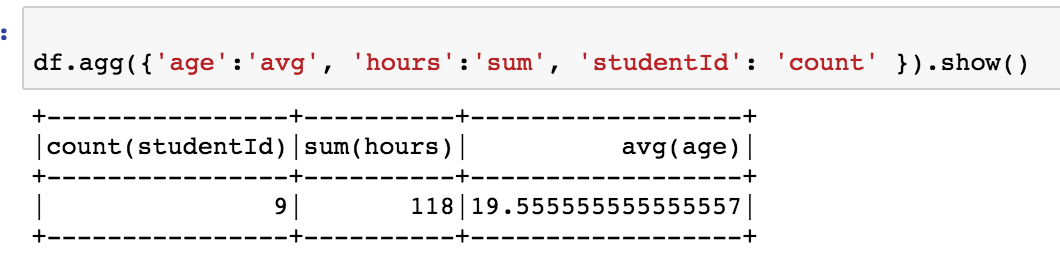 :
df.agg({'age':'avg', 'hours':'sum', 'studentId': 'count' }).show()
+----------------+----------+------------------+
|count(studentId)|sum(hours)|          avg(age)|
+----------------+----------+------------------+
|               9|       118|19.555555555555557|
+----------------+----------+------------------+